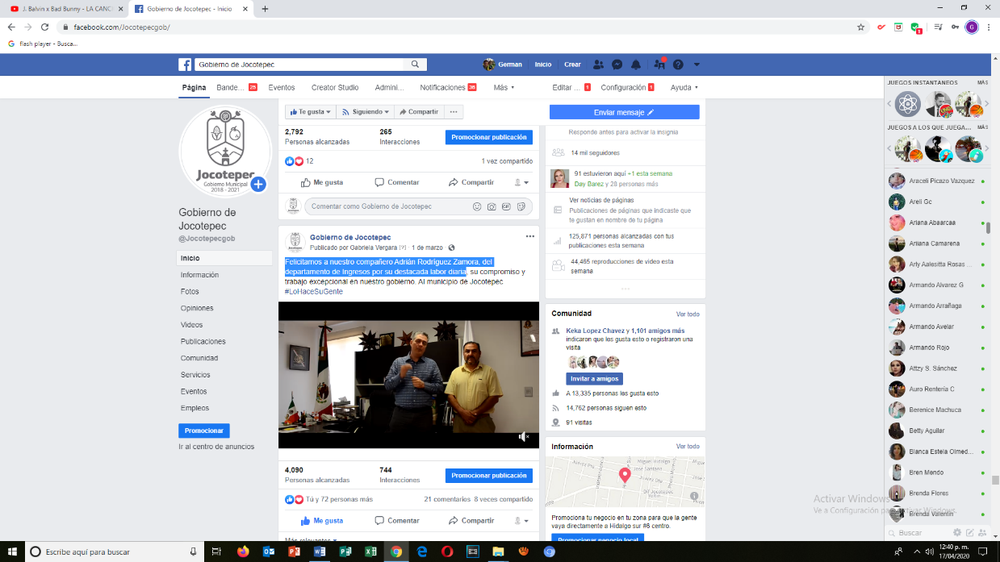 J. Balvin x Bad Bunny - LA CANC
Gobierno de Jocotepec - Inicio
facebook.com/Jocotepecgob/
flash player - Busca...
Gobierno de Jocotepec
German
Inicio
Crear
Página
Bande...
25
Eventos
Creator Studio
Admini...
Notificaciones
36
Más
Editar ...
1
Configuración
1
Ayuda
Jocotepec
Gobierno Municipal
2018 - 2021
Gobierno de
Jocotepec
@Jocotepecgob
Inicio
Información
Fotos
Opiniones
Videos
Publicaciones
Comunidad
Servicios
Eventos
Empleos
Promocionar
Ir al centro de anuncios
Te gusta
Siguiendo
Compartir
2,792
Personas alcanzadas
265
Interacciones
Promocionar publicación
12
1 vez compartido
Me gusta
Comentar
Compartir
Comentar como Gobierno de Jocotepec
Gobierno de Jocotepec
Publicado por Gabriela Vergara [?] · 1 de marzo ·
Felicitamos a nuestro compañero Adrián Rodríguez Zamora, del
departamento de Ingresos por su destacada labor diaria, su compromiso y
trabajo excepcional en nuestro gobierno. Al municipio de Jocotepec
#LoHaceSuGente
4,090
Personas alcanzadas
744
Interacciones
Promocionar publicación
Tú y 72 personas más
21 comentarios
8 veces compartido
Me gusta
Comentar
Compartir
Más relevantes
Enviar mensaje
Responde antes para activar la insignia
14 mil seguidores
91 estuvieron aquí +1 esta semana
Day Barez y 28 personas más
Ver noticias de páginas
Publicaciones de páginas que indicaste que
te gustan en nombre de tu página
125,871 personas alcanzadas con tus
publicaciones esta semana
44,465 reproducciones de video esta
semana
Comunidad
Ver todo
Keka Lopez Chavez y 1,101 amigos más
indicaron que les gusta esto o registraron una
visita
Invitar a amigos
A 13,335 personas les gusta esto
14,762 personas siguen esto
91 visitas
Información
Ver todo
Miguel Hidalgo
José Santana
Juárez Ote
Dif Jocotepec
Promociona tu negocio en tu zona para que la gente
vaya directamente a Hidalgo sur #6 centro.
Promocionar negocio local
JUEGOS INSTANTÁNEOS
MÁS
JUEGOS A LOS QUE JUEGA...
MÁS
Araceli Picazo Vazquez
Areli Gc
Ariana Abaarcaa
Ariiana Camarena
Arly Aalesitta Rosas ...
Armando Alvarez G
Armando Arrañaga
Armando Avelar
Armando Rojo
Attzy S. Sánchez
Auro Rentería C
Berenice Machuca
Betty Aguilar
Bianca Estela Olmed...
Bren Mendo
Brenda Flores
Brenda Valentin
Buscar
Activar Windows
Ve a Configuración para activar Windows.
Escribe aquí para buscar
12:40 p. m.
17/04/2020